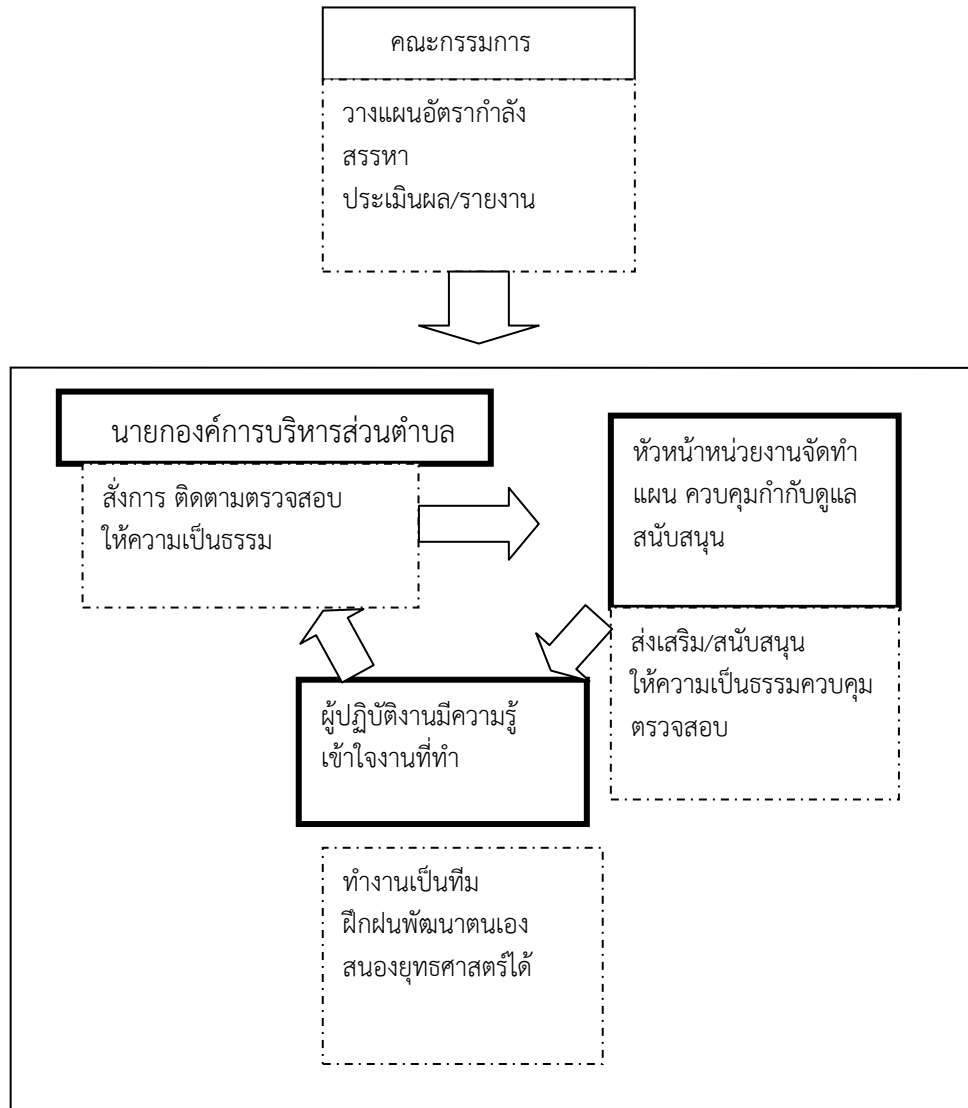 คณะกรรมการ
วางแผนอัตรากำลัง
สรรหา
ประเมินผล/รายงาน
นายกองค์การบริหารส่วนตำบล
สั่งการ ติดตามตรวจสอบ
ให้ความเป็นธรรม
หัวหน้าหน่วยงานจัดทำ
แผน ควบคุมกำกับดูแล
สนับสนุน
ส่งเสริม/สนับสนุน
ให้ความเป็นธรรมควบคุม
ตรวจสอบ
ผู้ปฏิบัติงานมีความรู้
เข้าใจงานที่ทำ
ทำงานเป็นทีม
ฝึกฝนพัฒนาตนเอง
สนองยุทธศาสตร์ได้